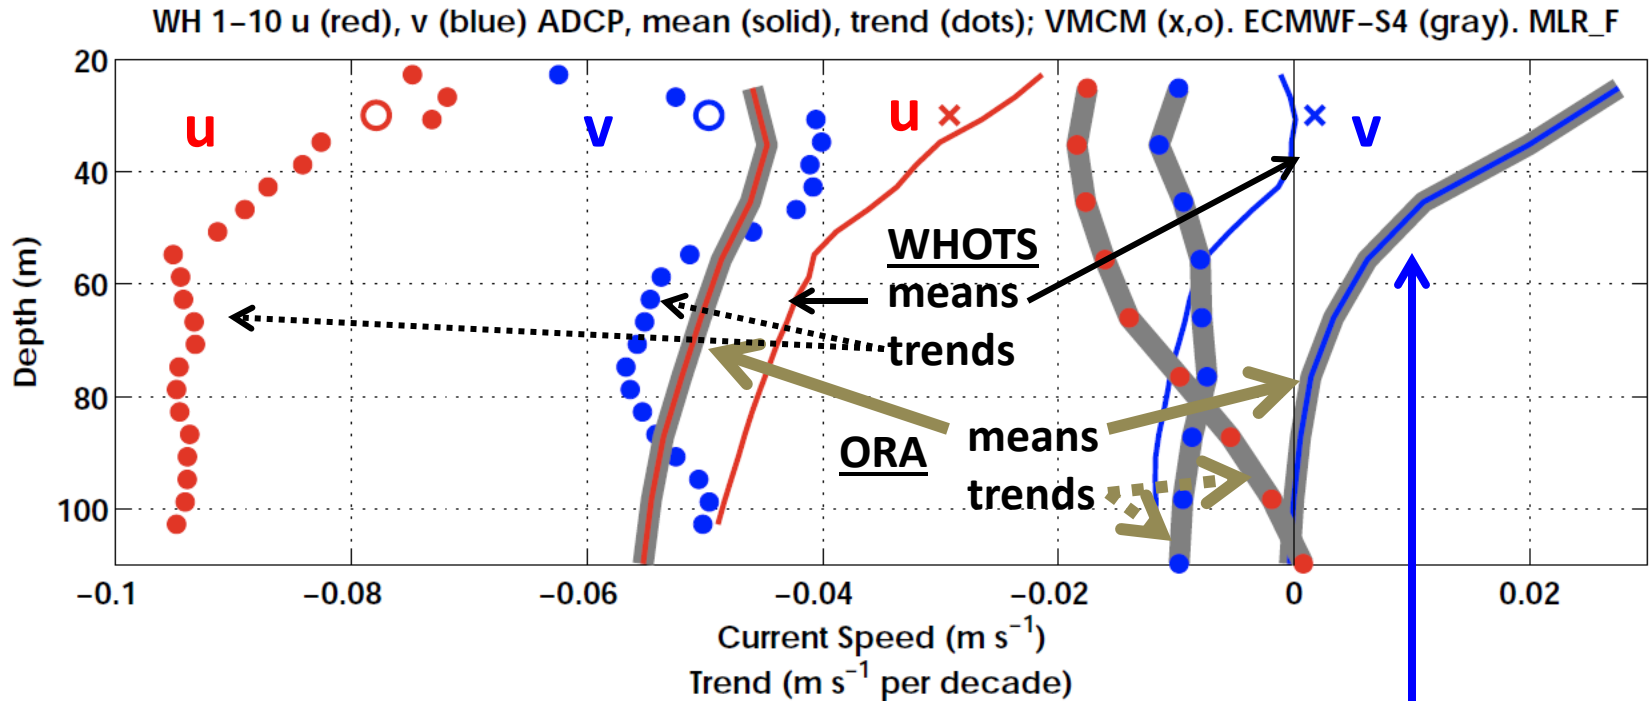 WH 1−10 u (red), v (blue) ADCP, mean (solid), trend (dots); VMCM (x,o). ECMWF−S4 (gray). MLR_F
20
40
60
80
100
Depth (m)
u
v
u
v
WHOTS
means
trends
ORA
means
trends
−0.1 −0.08 −0.06 −0.04 −0.02 0 0.02
Current Speed (m s⁻¹)
Trend (m s⁻¹ per decade)